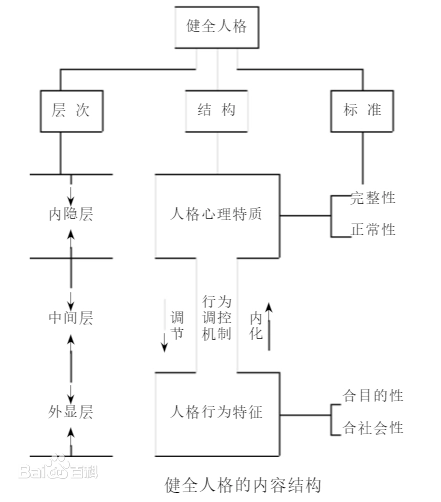 健全人格
层次
结构
标准
内隐层
人格心理特质
完整性
正常性
中间层
调节
行为
调控
机制
内化
外显层
人格行为特征
合目的性
合社会性
Bai百科
健全人格的内容结构